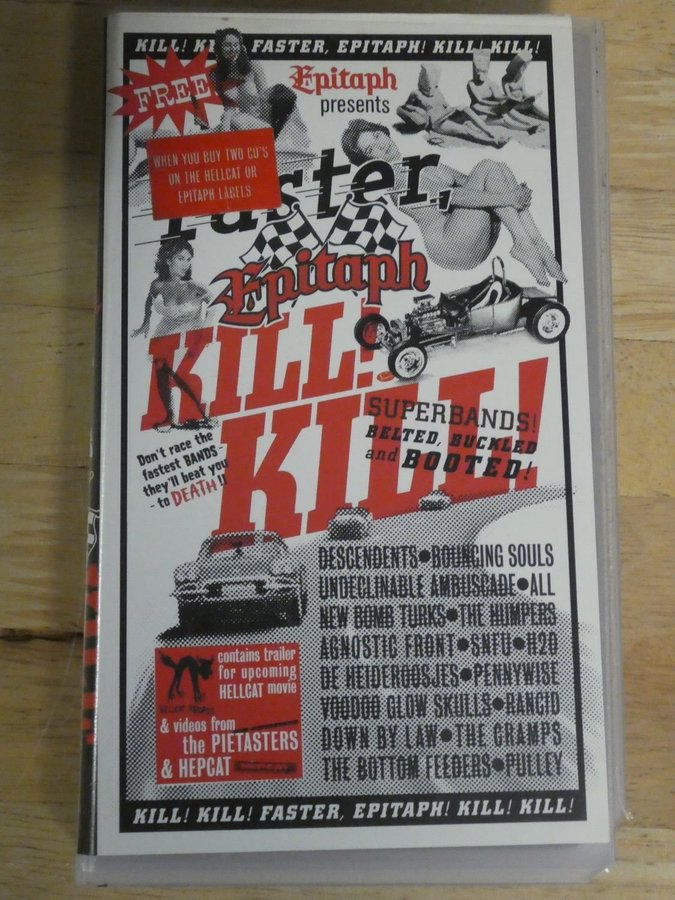 KILL! KI FASTER, EPITAPH! KILL! KILL!
FREE
Epitaph
presents
WHEN YOU BUY TWO CD'S
ON THE HELLCAT OR
EPITAPH LABELS
Faster,
Epitaph
KILL!
KILL!
SUPERBANDS!
BELTED, BUCKLED
and BOOTED!
Don't race the
fastest BANDS -
they'll beat you
- to DEATH!!
DESCENDENTS●BOUNCING SOULS
UNDECLINABLE AMBUSCADE●ALL
NEW BOMB TURKS●THE HUMPERS
AGNOSTIC FRONT●SNFU●H2O
DE HEIDEROOSJES●PENNYWISE
VOODOO GLOW SKULLS●RANCID
DOWN BY LAW●THE CRAMPS
THE BOTTOM FEEDERS●PULLEY
contains trailer
for upcoming
HELLCAT movie
HELLCAT RECORDS
& videos from
the PIETASTERS
& HEPCAT
KILL! KILL! FASTER, EPITAPH! KILL! KILL!